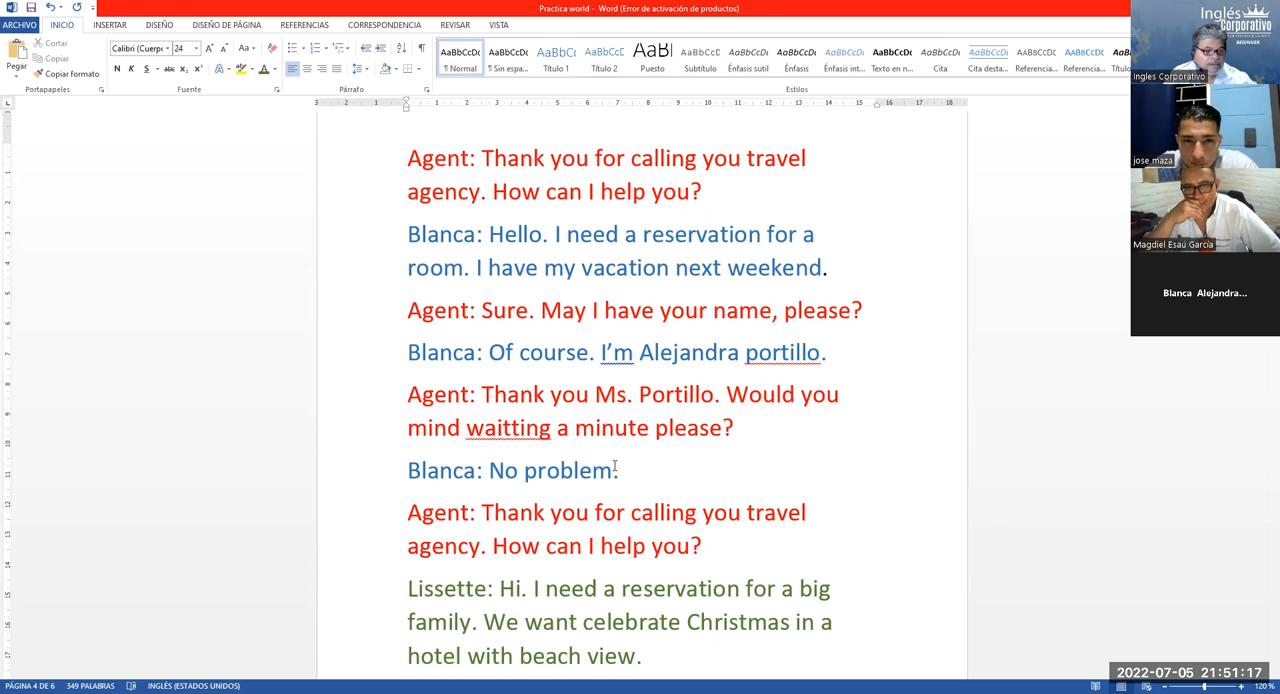 Practica world - Word (Error de activación de productos)
ARCHIVO INICIO INSERTAR DISEÑO DISEÑO DE PÁGINA REFERENCIAS CORRESPONDENCIA REVISAR VISTA
Pegar
Cortar
Copiar
Copiar formato
Portapapeles
Calibri (Cuerpo 24
N K S abc
Fuente
Párrafo
AaBbCcDc AaBbCcDc AaBbC AaBbCc AaBl AaBbCcD AaBbCcDc AaBbCcDc AaBbCcDc AaBbCcDc AaBbCcDc AaBbCcDc AABBCCDC AABBCCDC
¶ Normal ¶ Sin espa... Título 1 Título 2 Puesto Subtítulo Énfasis sutil Énfasis Énfasis int... Texto en n... Cita Cita desta... Referencia... Referencia...
Estilos
Agent: Thank you for calling you travel
agency. How can I help you?
Blanca: Hello. I need a reservation for a
room. I have my vacation next weekend.
Agent: Sure. May I have your name, please?
Blanca: Of course. I'm Alejandra portillo.
Agent: Thank you Ms. Portillo. Would you
mind waitting a minute please?
Blanca: No problem.
Agent: Thank you for calling you travel
agency. How can I help you?
Lissette: Hi. I need a reservation for a big
family. We want celebrate Christmas in a
hotel with beach view.
Inglés
Corporativo
BEGINNER
Ingles Corporativo
jose maza
Magdiel Esaú García
Blanca Alejandra...
2022-07-05 21:51:17
PÁGINA 4 DE 6 349 PALABRAS INGLÉS (ESTADOS UNIDOS) 120 %